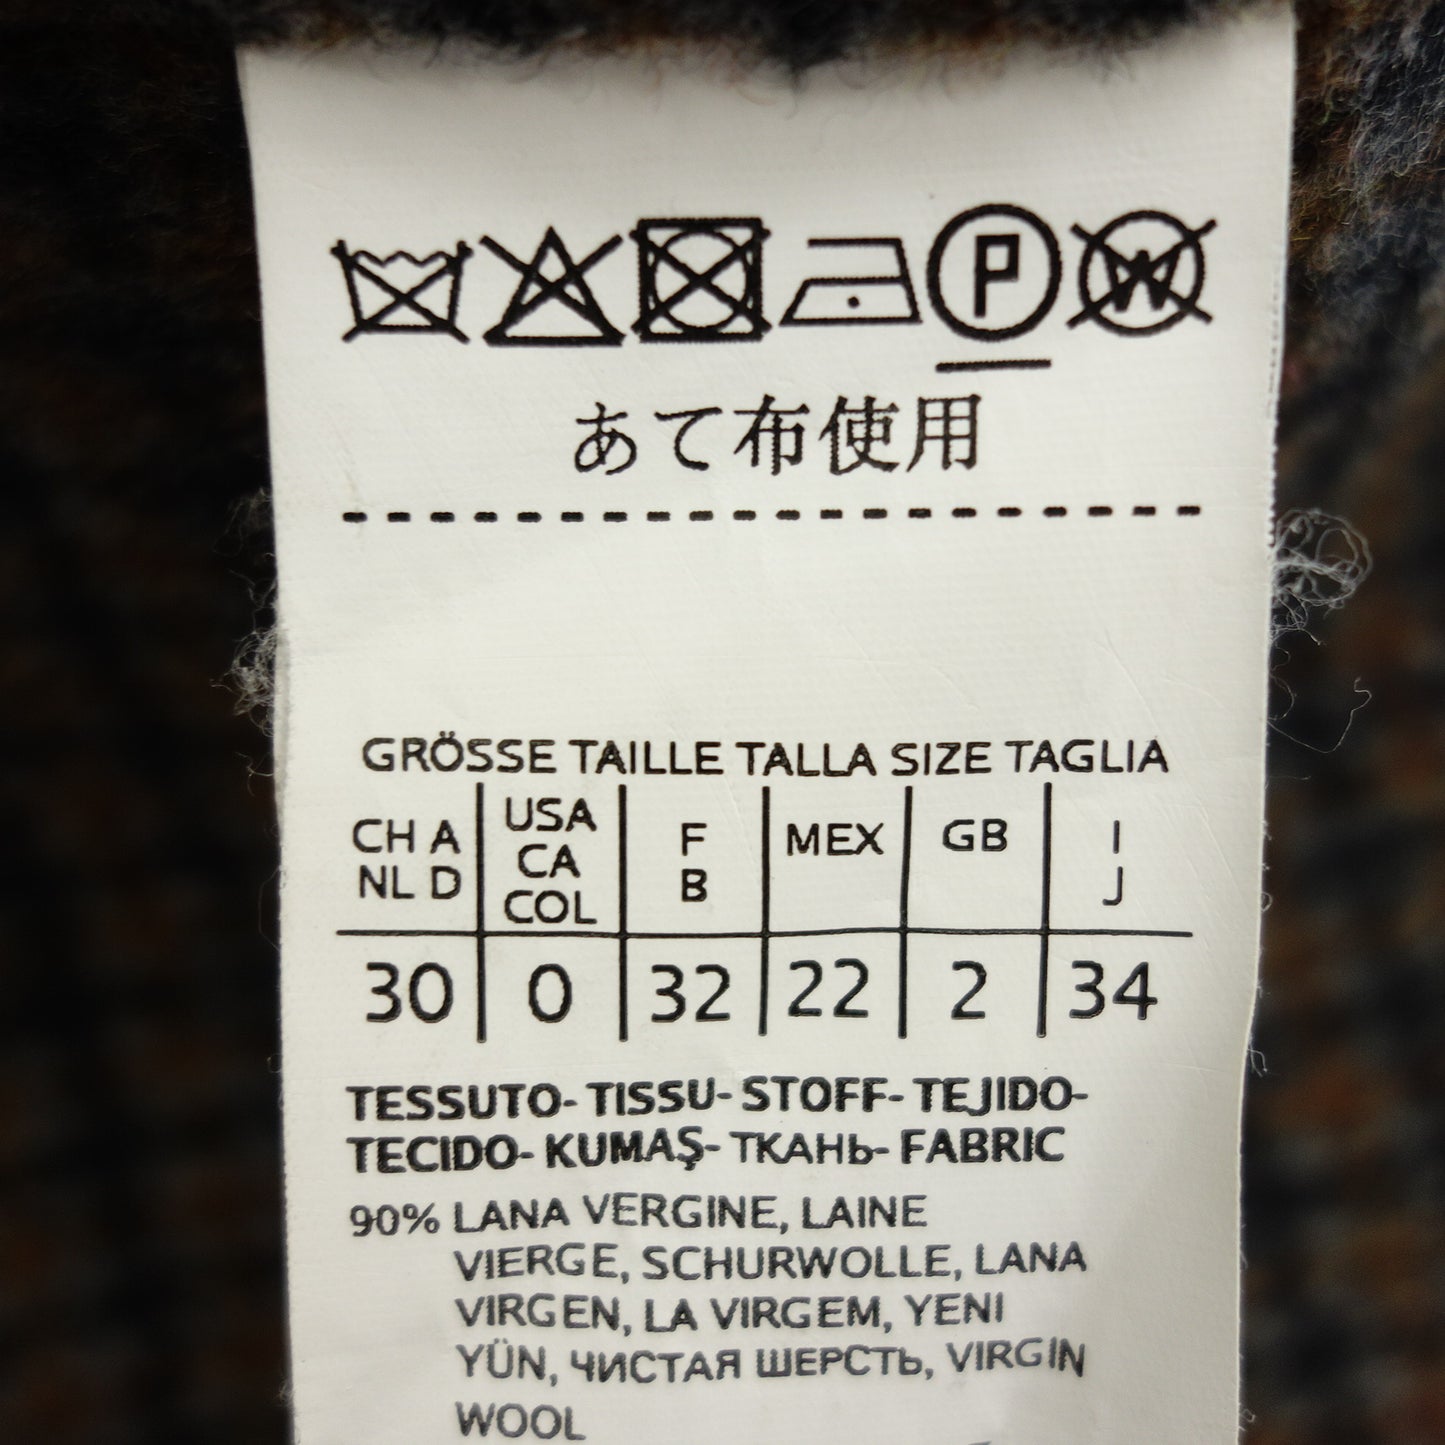 P W
あて布使用
GRÖSSE TAILLE TALLA SIZE TAGLIA
CH A NL D USA CA COL F B MEX GB I J
30 0 32 22 2 34
TESSUTO- TISSU- STOFF- TEJIDO-
TECIDO- KUMAŞ- ТКАНЬ- FABRIC
90% LANA VERGINE, LAINE
VIERGE, SCHURWOLLE, LANA
VIRGEN, LA VIRGEM, YENI
YÜN, ЧИСТАЯ ШЕРСТЬ, VIRGIN
WOOL